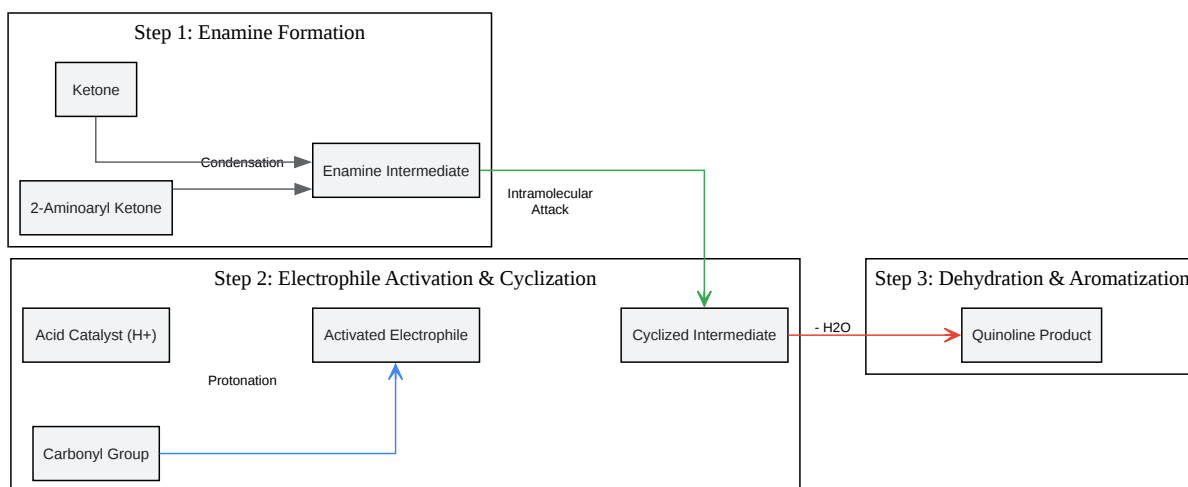 Step 1: Enamine Formation
Ketone
Condensation
Enamine Intermediate
2-Aminoaryl Ketone
Intramolecular
Attack
Step 2: Electrophile Activation & Cyclization
Step 3: Dehydration & Aromatization
Acid Catalyst (H+)
Activated Electrophile
Cyclized Intermediate
- H2O
Quinoline Product
Protonation
Carbonyl Group